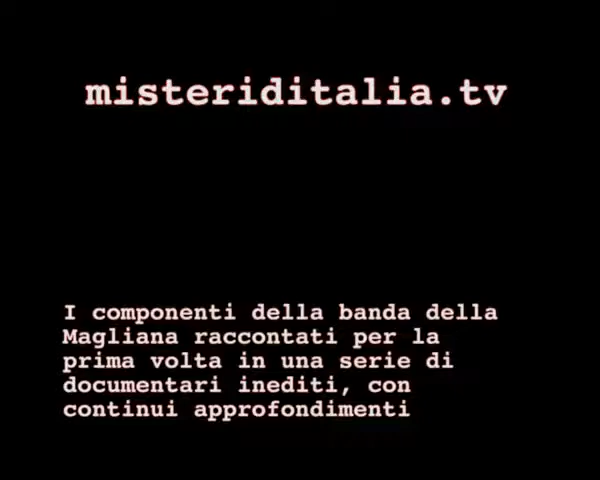 misteriditalia.tv
I componenti della banda della
Magliana raccontati per la
prima volta in una serie di
documentari inediti, con
continui approfondimenti